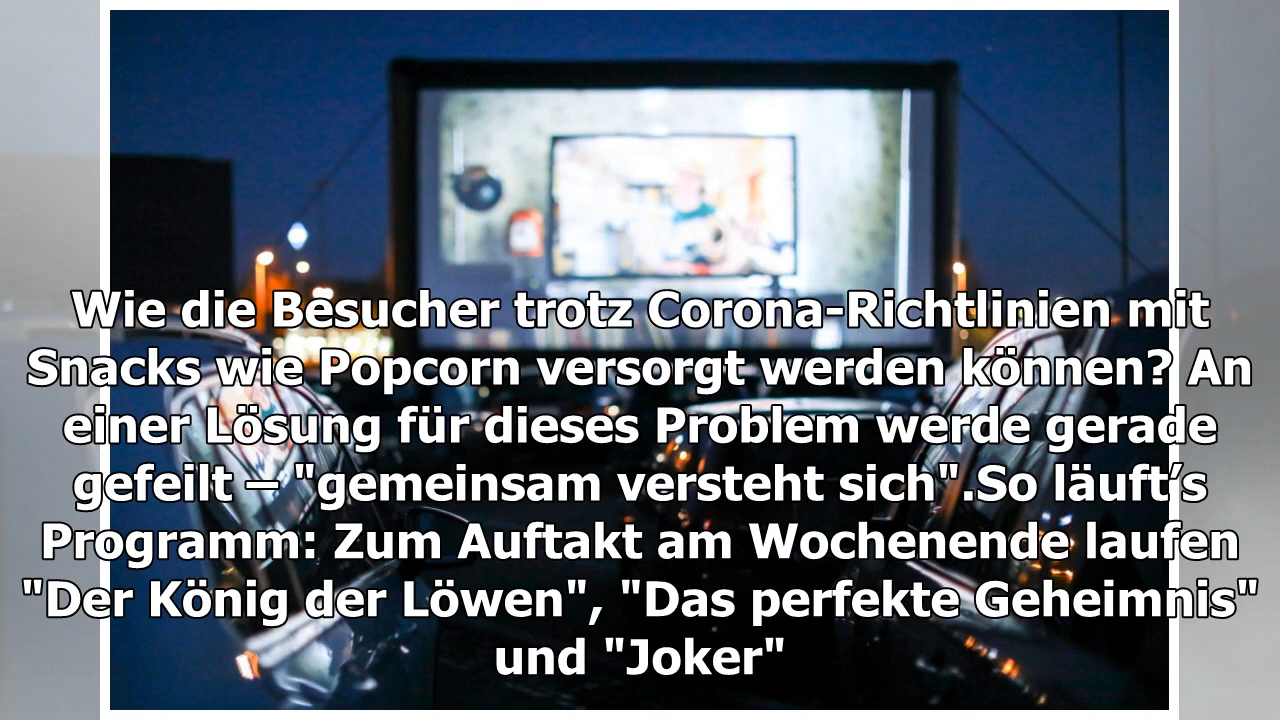 Wie die Besucher trotz Corona-Richtlinien mit
Snacks wie Popcorn versorgt werden können? An
einer Lösung für dieses Problem werde gerade
gefeilt – "gemeinsam versteht sich".So läuft’s
Programm: Zum Auftakt am Wochenende laufen
"Der König der Löwen", "Das perfekte Geheimnis"
und "Joker"